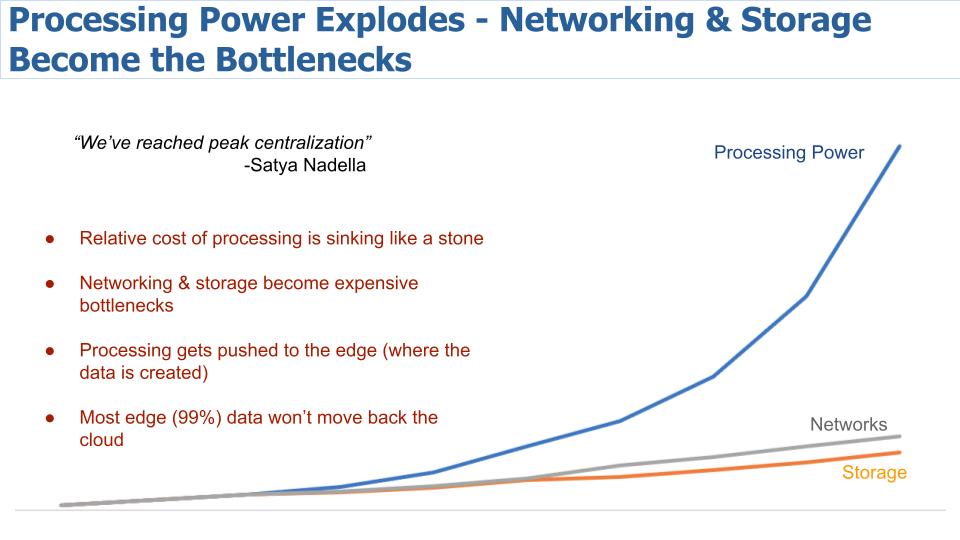 Processing Power Explodes - Networking & Storage
Become the Bottlenecks
“We’ve reached peak centralization”
-Satya Nadella
● Relative cost of processing is sinking like a stone
● Networking & storage become expensive
bottlenecks
● Processing gets pushed to the edge (where the
data is created)
● Most edge (99%) data won’t move back the
cloud
Processing Power
Networks
Storage